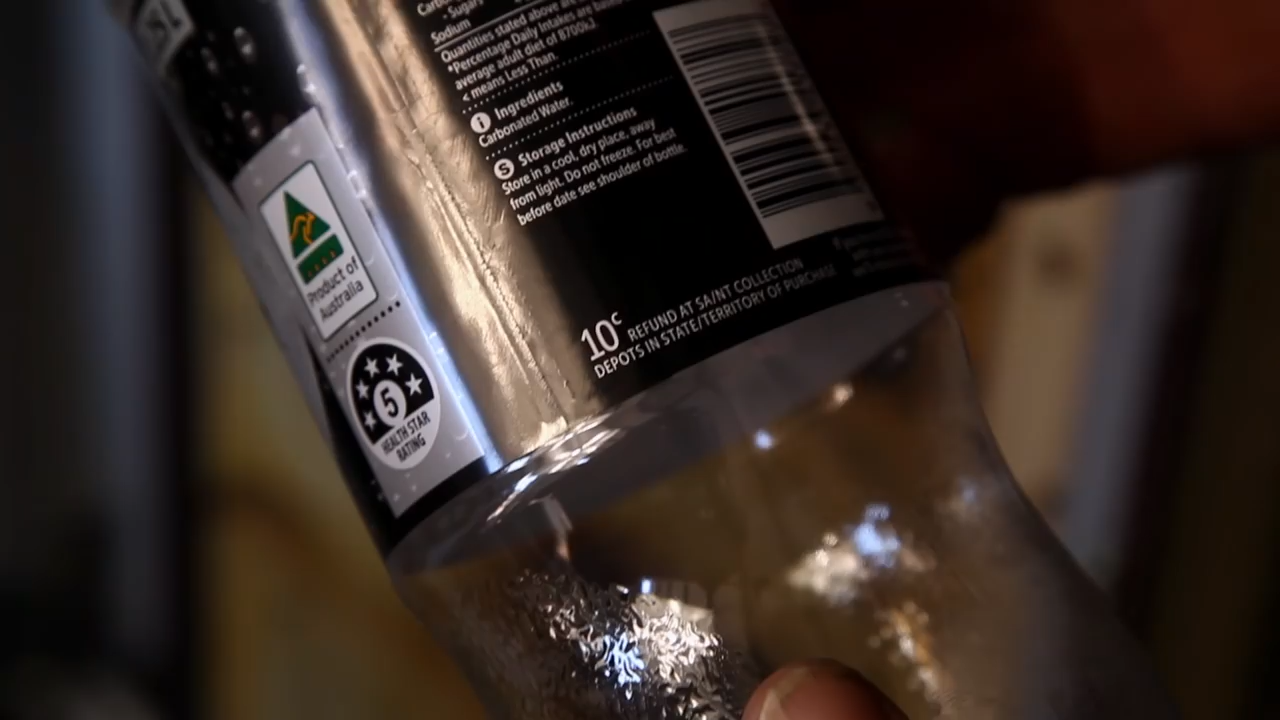 - Sugars
Sodium
Quantities stated above are
*Percentage Daily Intakes are based
average adult diet of 8700kJ.
< means Less Than.
i Ingredients
Carbonated Water.
S Storage Instructions
Store in a cool, dry place, away
from light. Do not freeze. For best
before date see shoulder of bottle.
10c REFUND AT SA/NT COLLECTION
DEPOTS IN STATE/TERRITORY OF PURCHASE
Product of
Australia
5
HEALTH STAR
RATING